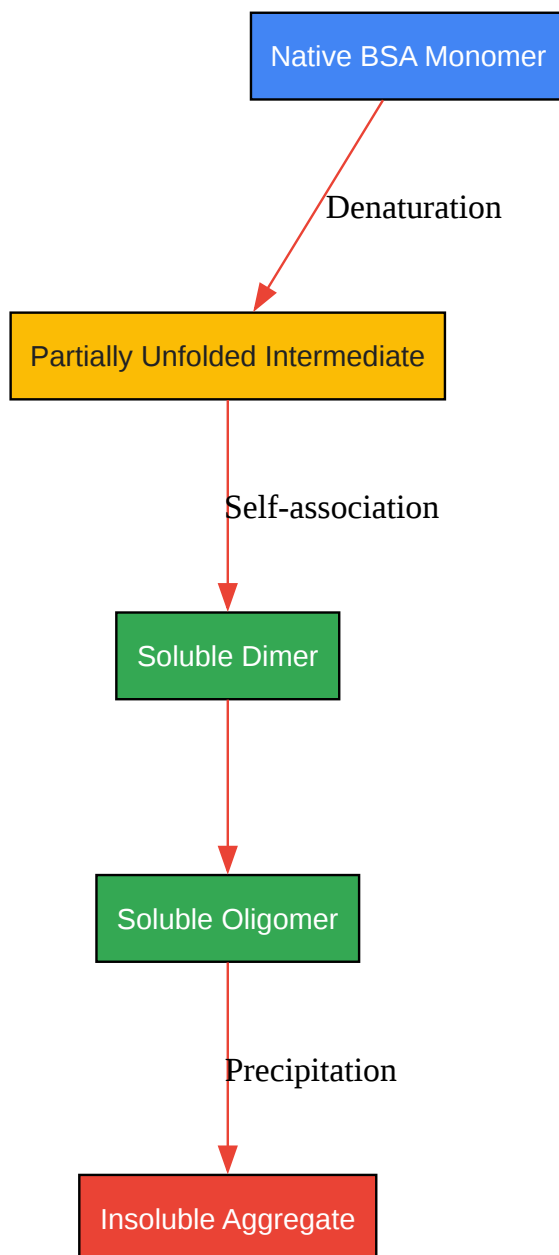 Native BSA Monomer
Denaturation
Partially Unfolded Intermediate
Self-association
Soluble Dimer
Soluble Oligomer
Precipitation
Insoluble Aggregate